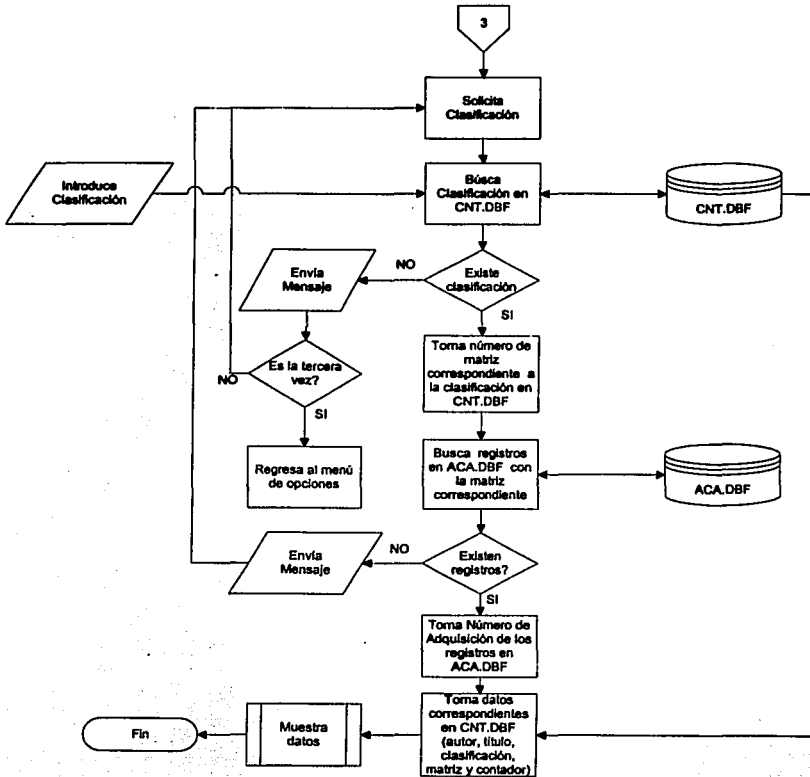 3
Solicita
Clasificación
Introduce
Clasificación
Búsca
Clasificación en
CNT.DBF
CNT.DBF
Envía
Mensaje
NO
Existe
clasificación
SI
Es la tercera
vez?
NO
SI
Toma número de
matriz
correspondiente a
la clasificación en
CNT.DBF
Regresa al menú
de opciones
Busca registros
en ACA.DBF con
la matriz
correspondiente
ACA.DBF
Envía
Mensaje
NO
Existen
registros?
SI
Toma Número de
Adquisición de los
registros en
ACA.DBF
Fin
Muestra
datos
Toma datos
correspondientes
en CNT.DBF
(autor, título,
clasificación,
matriz y contador)